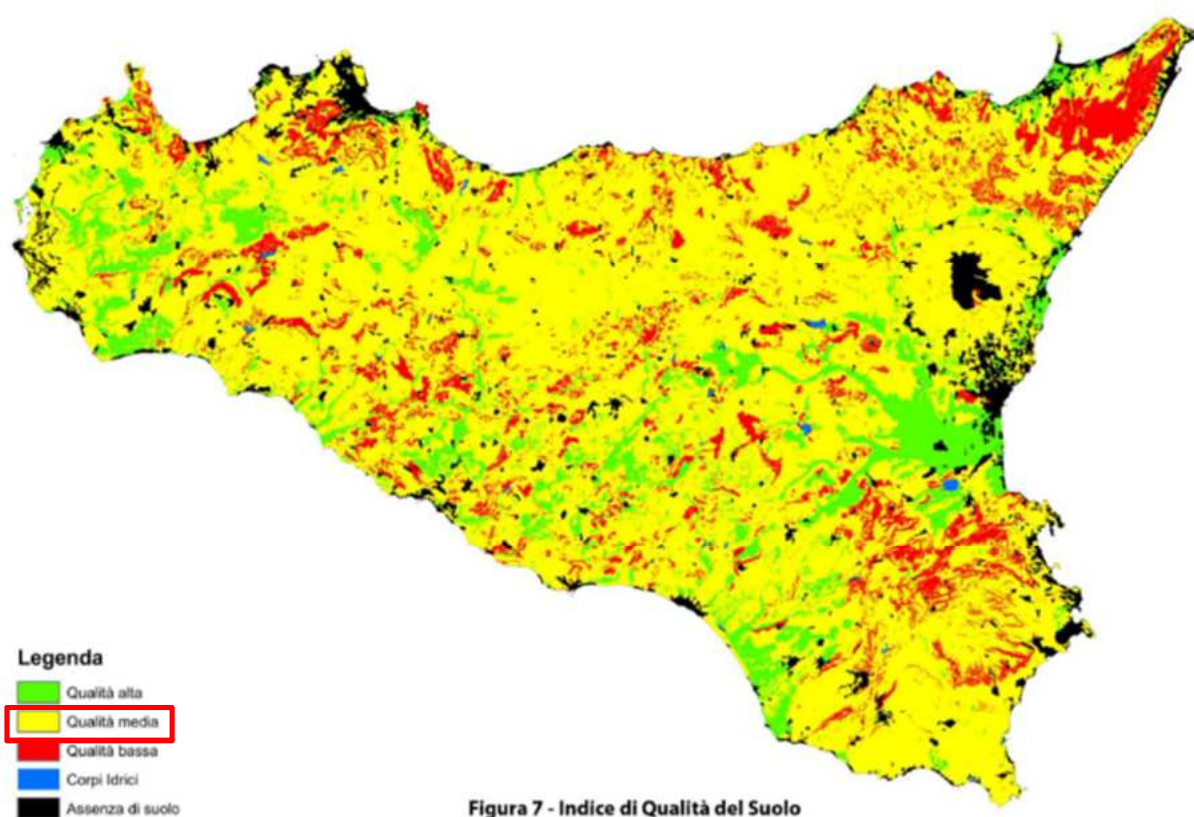 Legenda
Qualità alta
Qualità media
Qualità bassa
Corpi Idrici
Assenza di suolo
Figura 7 - Indice di Qualità del Suolo